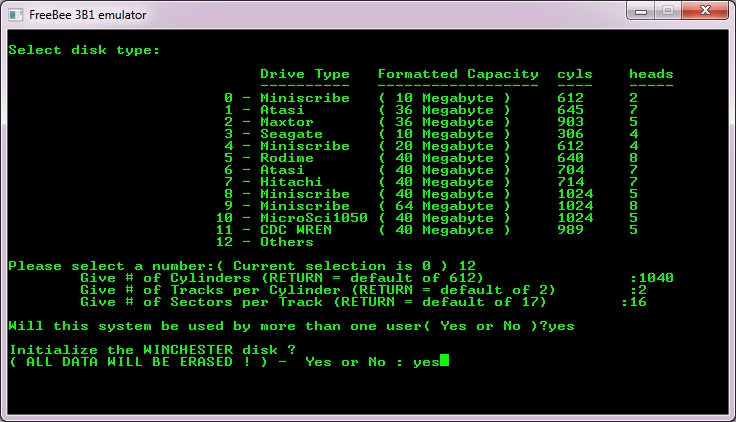 FreeBee 3B1 emulator
Select disk type:
Drive Type Formatted Capacity cyls heads
---------- ------------------ ---- -----
0 - Miniscribe ( 10 Megabyte ) 612 2
1 - Atasi ( 36 Megabyte ) 645 7
2 - Maxtor ( 36 Megabyte ) 903 5
3 - Seagate ( 10 Megabyte ) 306 4
4 - Miniscribe ( 20 Megabyte ) 612 4
5 - Rodime ( 40 Megabyte ) 640 8
6 - Atasi ( 40 Megabyte ) 704 7
7 - Hitachi ( 40 Megabyte ) 714 7
8 - Miniscribe ( 40 Megabyte ) 1024 5
9 - Miniscribe ( 64 Megabyte ) 1024 8
10 - MicroSci1050 ( 40 Megabyte ) 1024 5
11 - CDC WREN ( 40 Megabyte ) 989 5
12 - Others
Please select a number:( Current selection is 0 ) 12
Give # of Cylinders (RETURN = default of 612) :1040
Give # of Tracks per Cylinder (RETURN = default of 2) :2
Give # of Sectors per Track (RETURN = default of 17) :16
Will this system be used by more than one user( Yes or No )?yes
Initialize the WINCHESTER disk ?
( ALL DATA WILL BE ERASED ! ) - Yes or No : yes